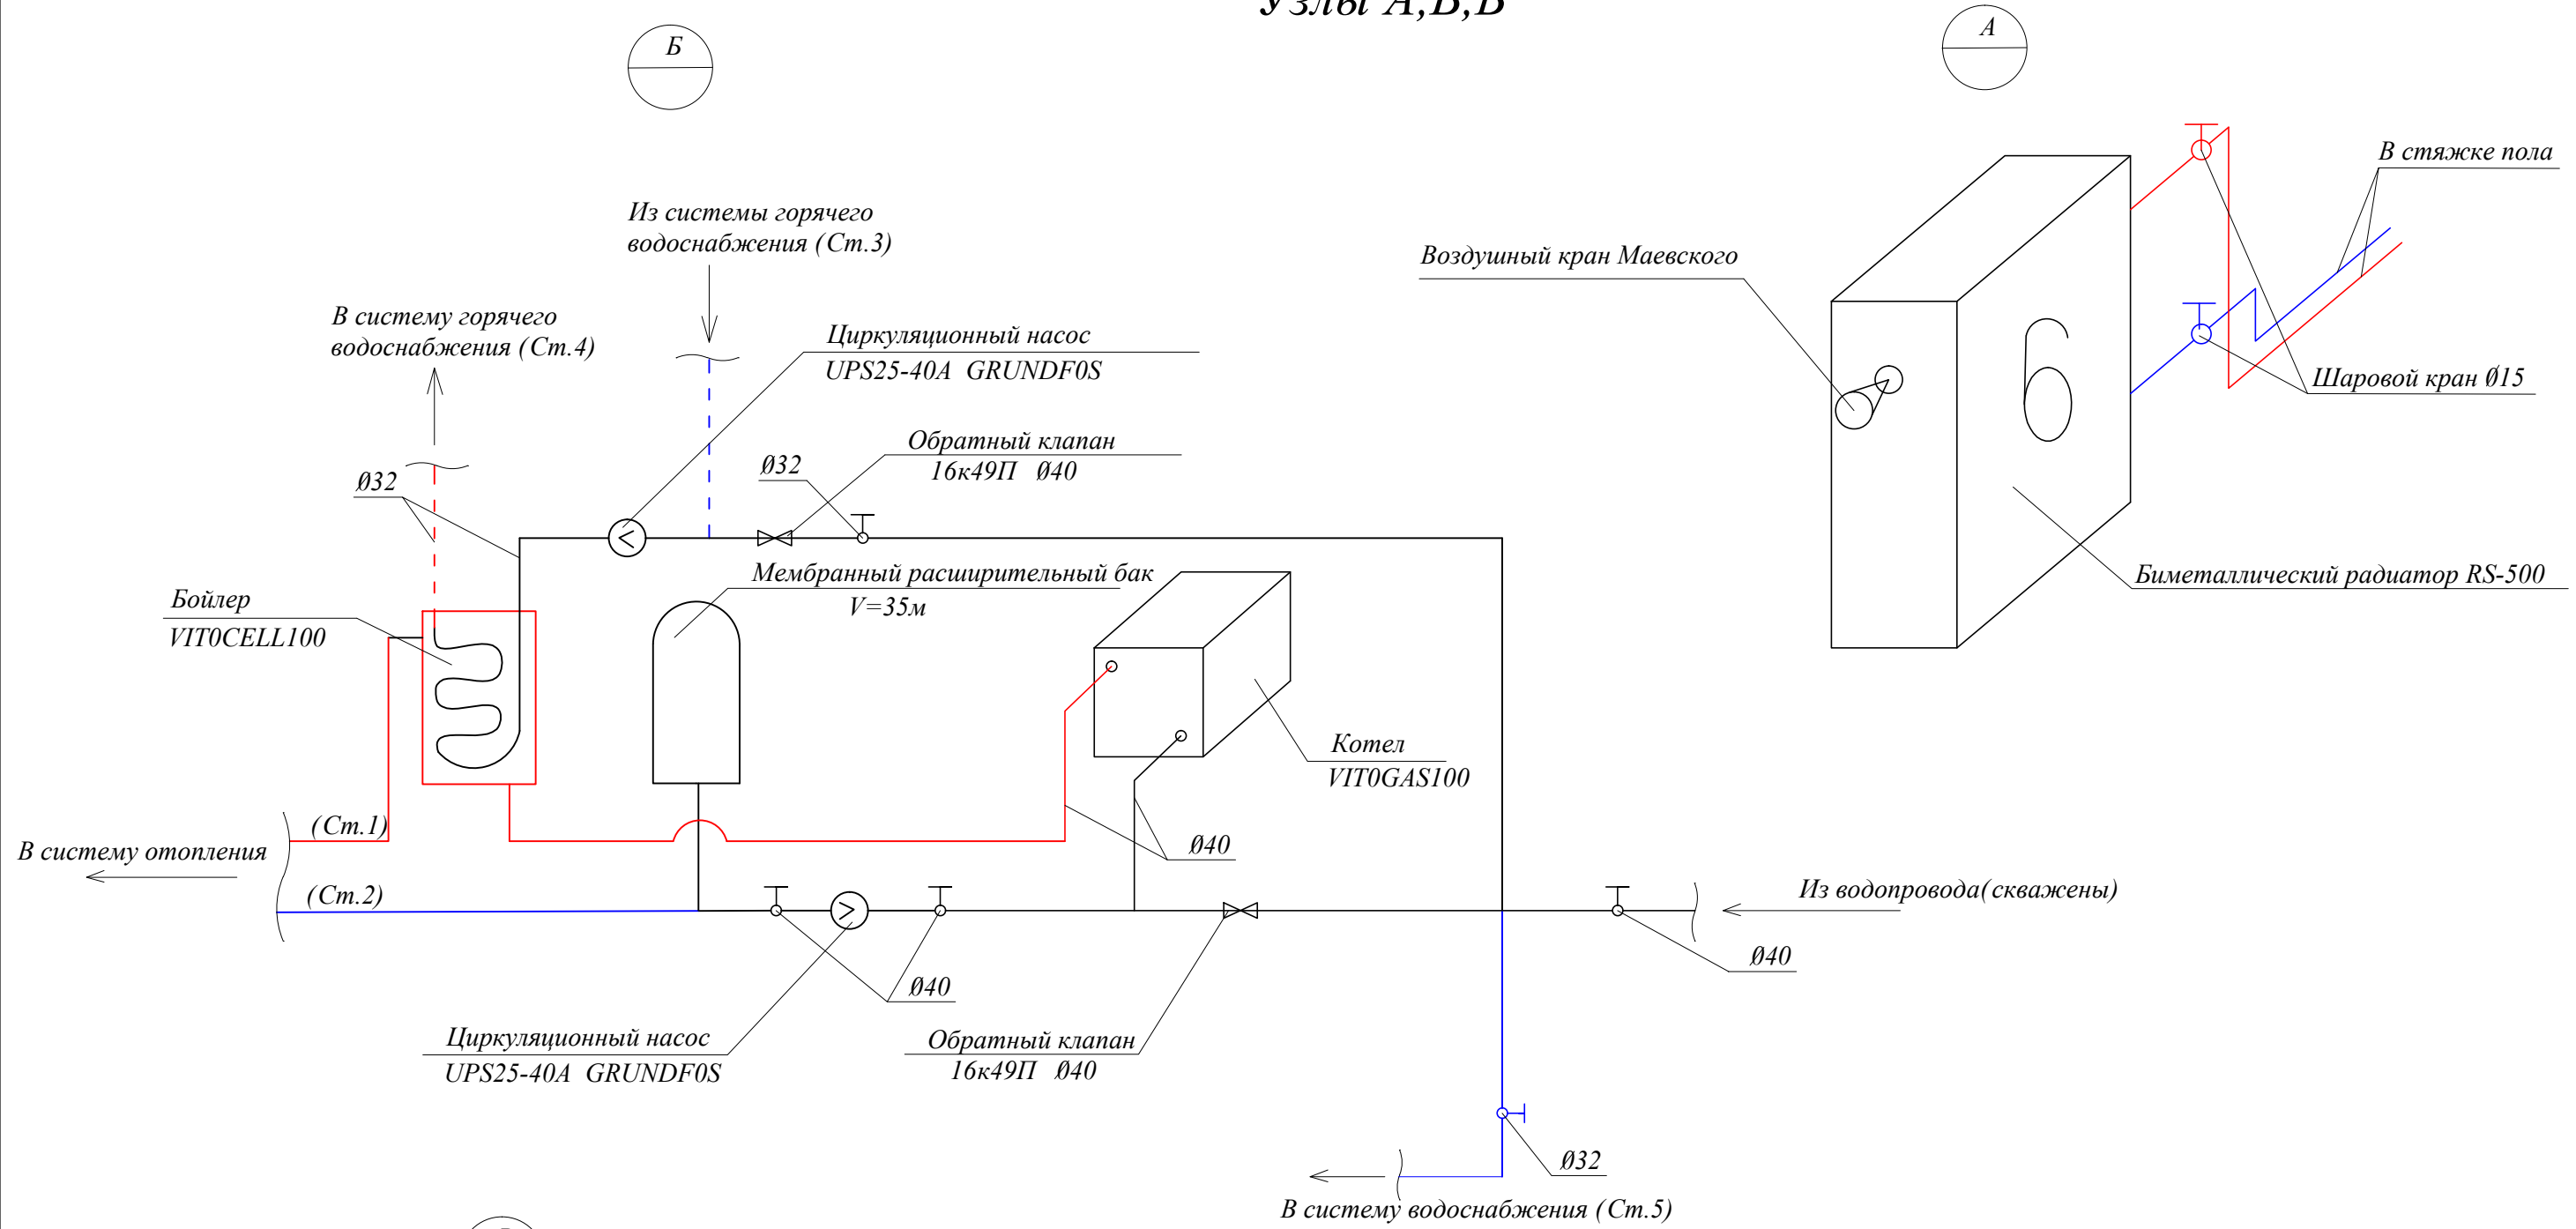 Узлы А,Б,В
Б
А
В стяжке пола
Из системы горячего
водоснабжения (Ст.3)
Воздушный кран Маевского
В систему горячего
водоснабжения (Ст.4)
Циркуляционный насос
UPS25-40A GRUNDF0S
6
Шаровой кран Ø15
Обратный клапан
16к49П Ø40
Ø32
Ø32
Мембранный расширительный бак
V=35м
Биметаллический радиатор RS-500
Бойлер
VIT0CELL100
Котел
VIT0GAS100
(Ст.1)
В систему отопления
Ø40
(Ст.2)
Из водопровода(скважены)
Ø40
Ø40
Циркуляционный насос
UPS25-40A GRUNDF0S
Обратный клапан
16к49П Ø40
Ø32
В систему водоснабжения (Ст.5)